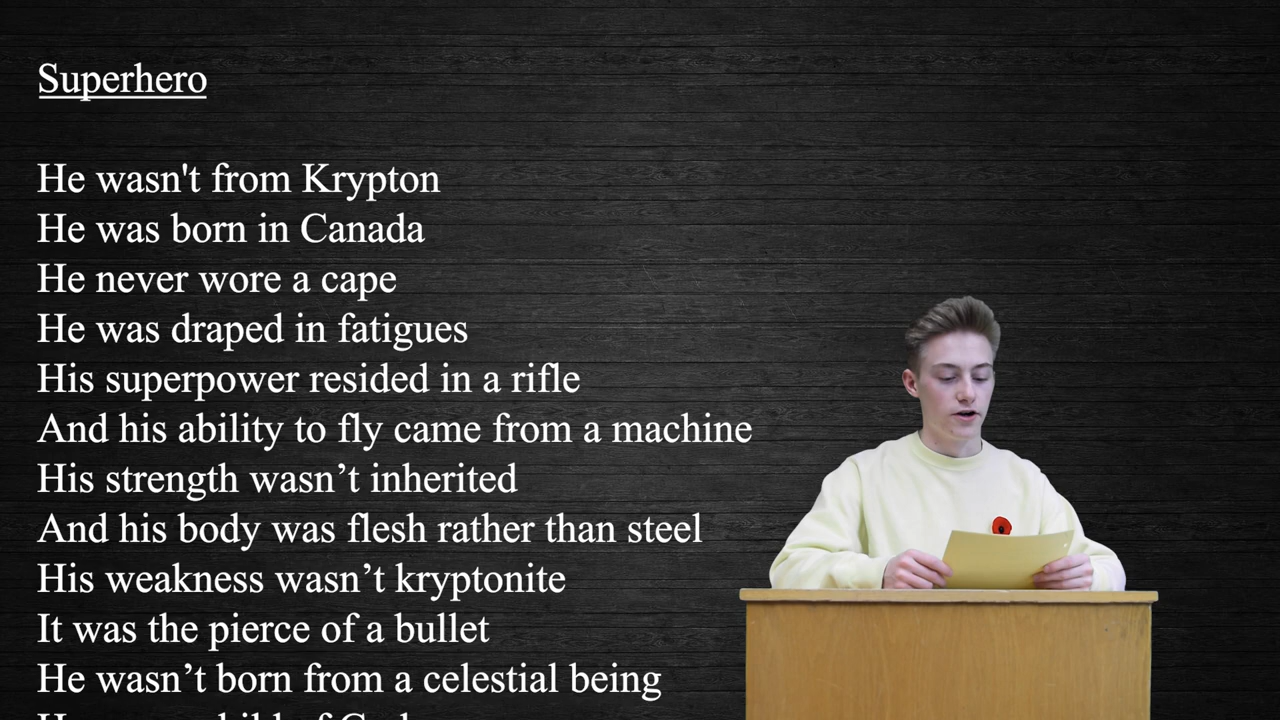 Superhero
He wasn't from Krypton
He was born in Canada
He never wore a cape
He was draped in fatigues
His superpower resided in a rifle
And his ability to fly came from a machine
His strength wasn’t inherited
And his body was flesh rather than steel
His weakness wasn’t kryptonite
It was the pierce of a bullet
He wasn’t born from a celestial being